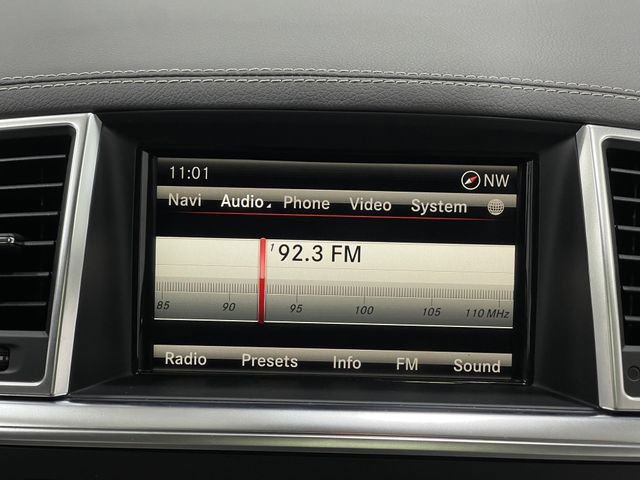 11:01 NW
Navi Audio Phone Video System
1 92.3 FM
85 90 95 100 105 110 MHz
Radio Presets Info FM Sound